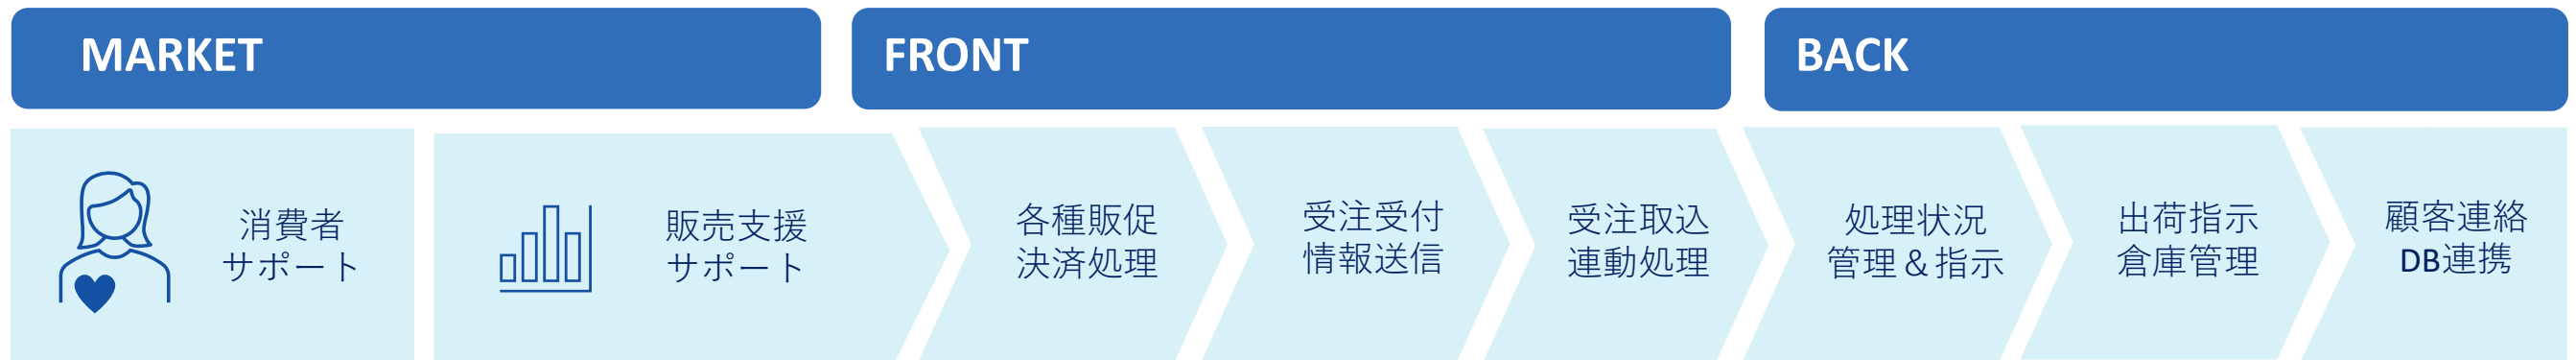 MARKET
FRONT
BACK
消費者
サポート
販売支援
サポート
各種販促
決済処理
受注受付
情報送信
受注取込
連動処理
処理状況
管理＆指示
出荷指示
倉庫管理
顧客連絡
DB連携